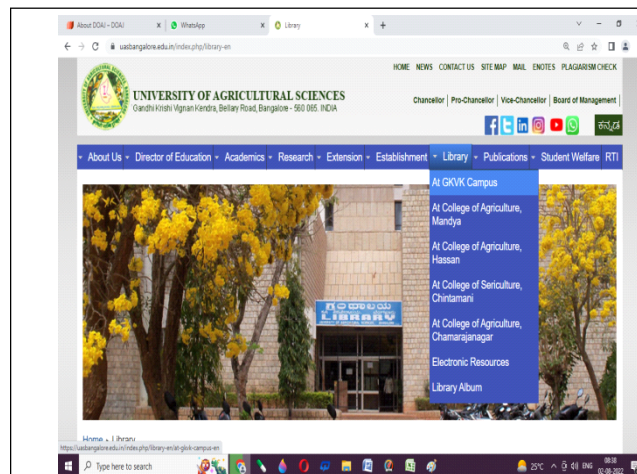 About DOAJ – DOAJ
WhatsApp
Library
uasbangalore.edu.in/index.php/library-en
HOME NEWS CONTACT US SITE MAP MAIL ENOTES PLAGIARISM CHECK
UNIVERSITY OF AGRICULTURAL SCIENCES
Gandhi Krishi Vignan Kendra, Bellary Road, Bangalore - 560 065. INDIA
Chancellor | Pro-Chancellor | Vice-Chancellor | Board of Management |
ಕನ್ನಡ
About Us Director of Education Academics Research Extension Establishment Library Publications Student Welfare RTI
At GKVK Campus
At College of Agriculture,
Mandya
At College of Agriculture,
Hassan
At College of Sericulture,
Chintamani
At College of Agriculture,
Chamarajanagar
Electronic Resources
Library Album
ಗ್ರಂಥಾಲಯ
LIBRARY
Home Library
https://uasbangalore.edu.in/index.php/library-en/at-gkvk-campus-en
Type here to search
25°C ENG
08:38
02-08-2022